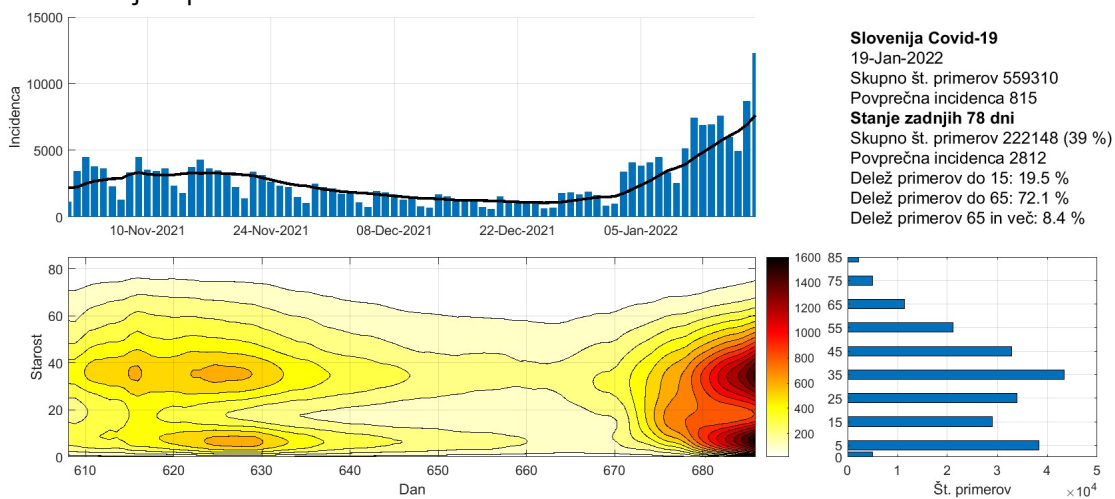 15000
10000
5000
0
Incidenca
10-Nov-2021 24-Nov-2021 08-Dec-2021 22-Dec-2021 05-Jan-2022
Slovenija Covid-19
19-Jan-2022
Skupno št. primerov 559310
Povprečna incidenca 815
Stanje zadnjih 78 dni
Skupno št. primerov 222148 (39 %)
Povprečna incidenca 2812
Delež primerov do 15: 19.5 %
Delež primerov do 65: 72.1 %
Delež primerov 65 in več: 8.4 %
80
60
40
20
0
Starost
610 620 630 640 650 660 670 680
Dan
1600
1400
1200
1000
800
600
400
200
85
75
65
55
45
35
25
15
5
0
0 1 2 3 4 5
×10⁴
Št. primerov